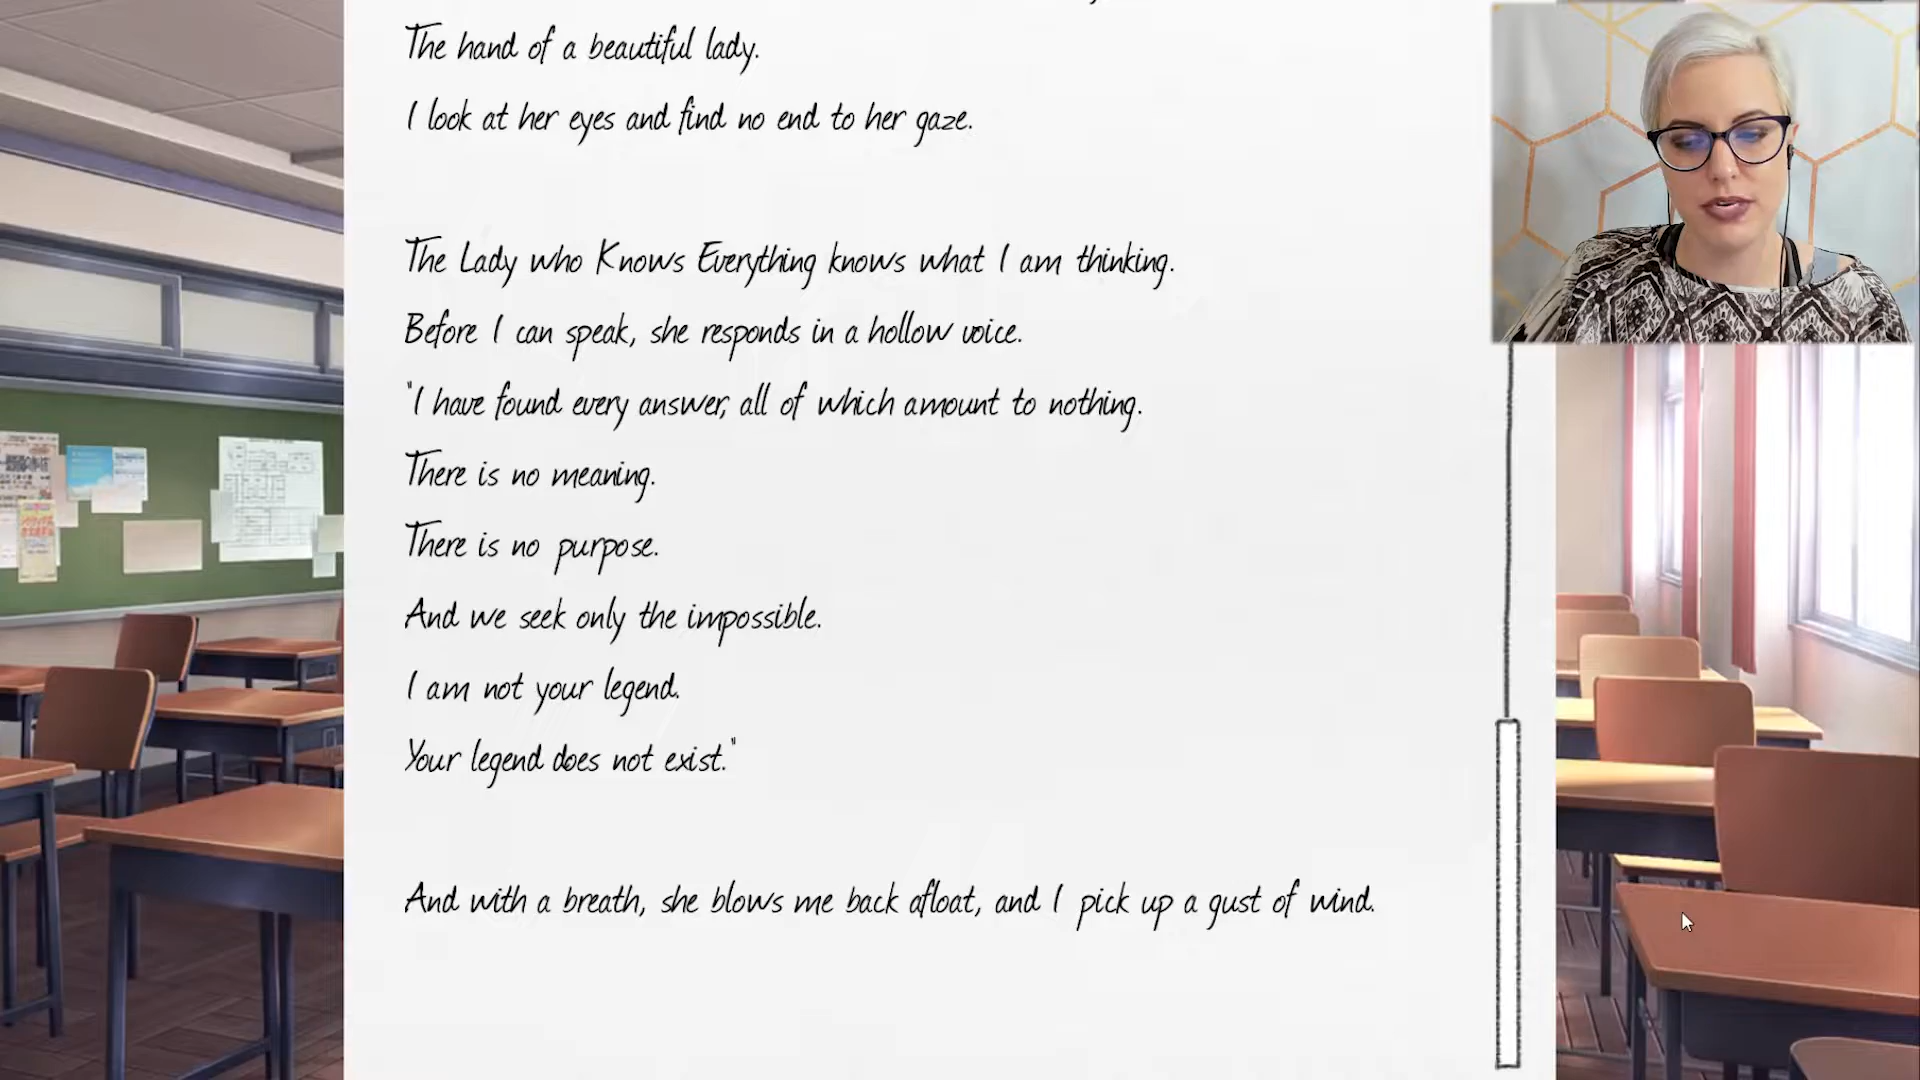 The hand of a beautiful lady.
I look at her eyes and find no end to her gaze.
The Lady who Knows Everything knows what I am thinking.
Before I can speak, she responds in a hollow voice.
"I have found every answer, all of which amount to nothing.
There is no meaning.
There is no purpose.
And we seek only the impossible.
I am not your legend.
Your legend does not exist."
And with a breath, she blows me back afloat, and I pick up a gust of wind.